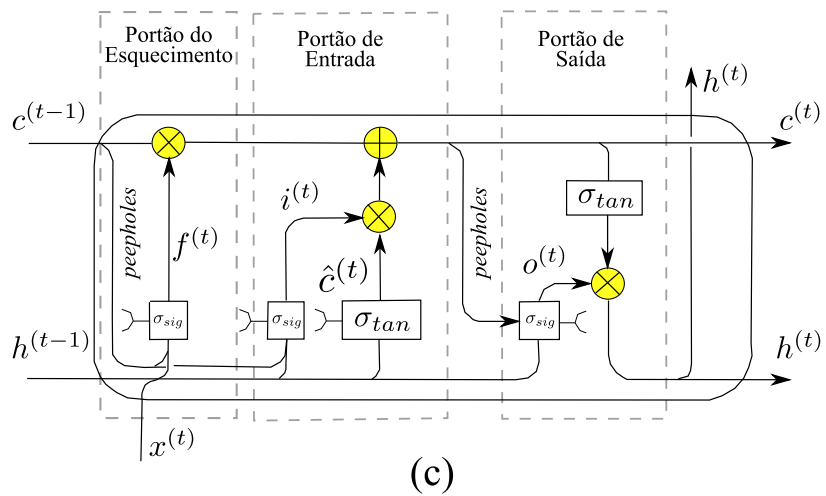 Portão do
Esquecimento
Portão de
Entrada
Portão de
Saída
h^(t)
c^(t-1)
c^(t)
peepholes
f^(t)
i^(t)
ĉ^(t)
peepholes
σ_tan
o^(t)
σ_sig
σ_sig
σ_tan
σ_sig
h^(t-1)
h^(t)
x^(t)
(c)